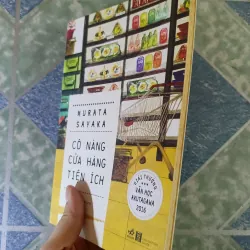 MURATA
SAYAKA
CÔ NÀNG
CỬA HÀNG
TIỆN ÍCH
GIẢI THƯỞNG
VĂN HỌC
AKUTAGAWA
2016